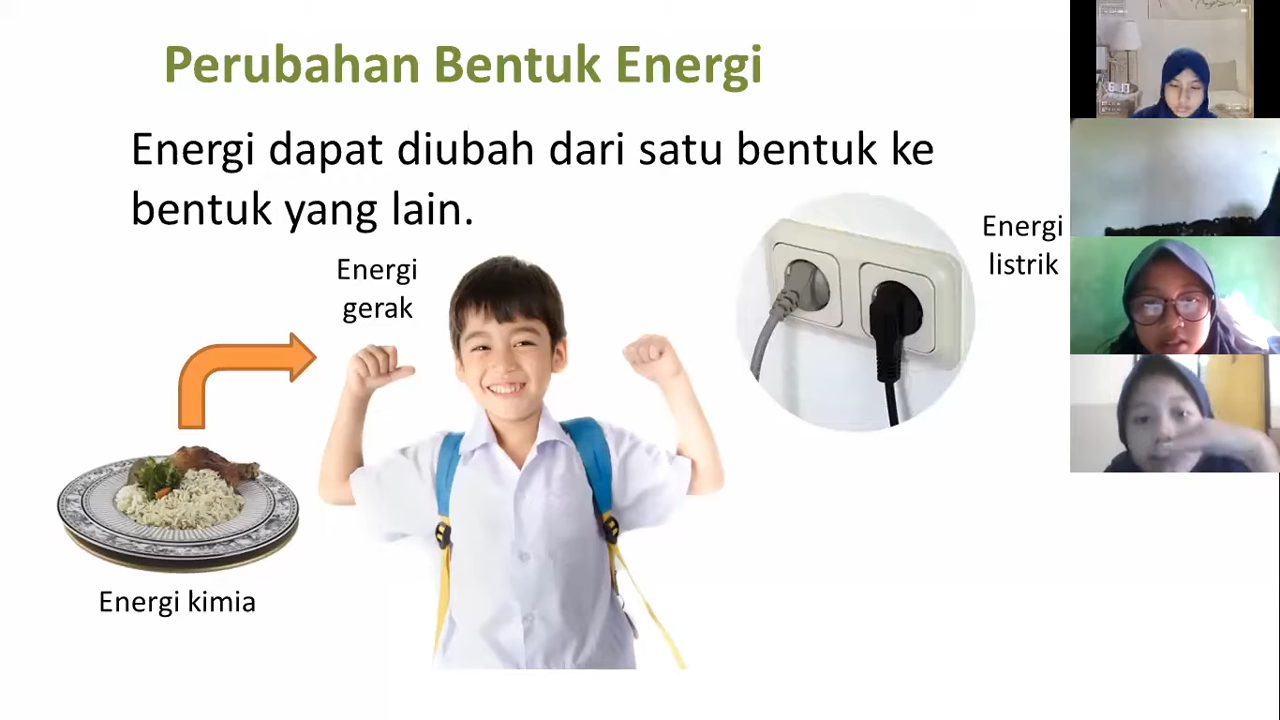 Perubahan Bentuk Energi
Energi dapat diubah dari satu bentuk ke
bentuk yang lain.
Energi
gerak
Energi
listrik
Energi kimia